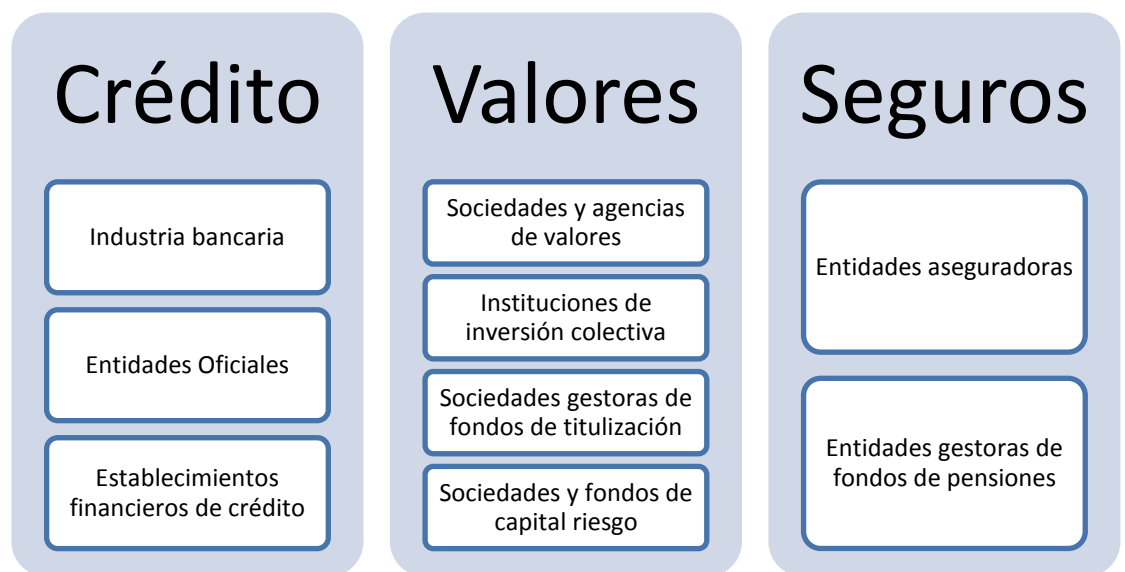 Crédito
Industria bancaria
Entidades Oficiales
Establecimientos
financieros de crédito
Valores
Sociedades y agencias
de valores
Instituciones de
inversión colectiva
Sociedades gestoras de
fondos de titulización
Sociedades y fondos de
capital riesgo
Seguros
Entidades aseguradoras
Entidades gestoras de
fondos de pensiones